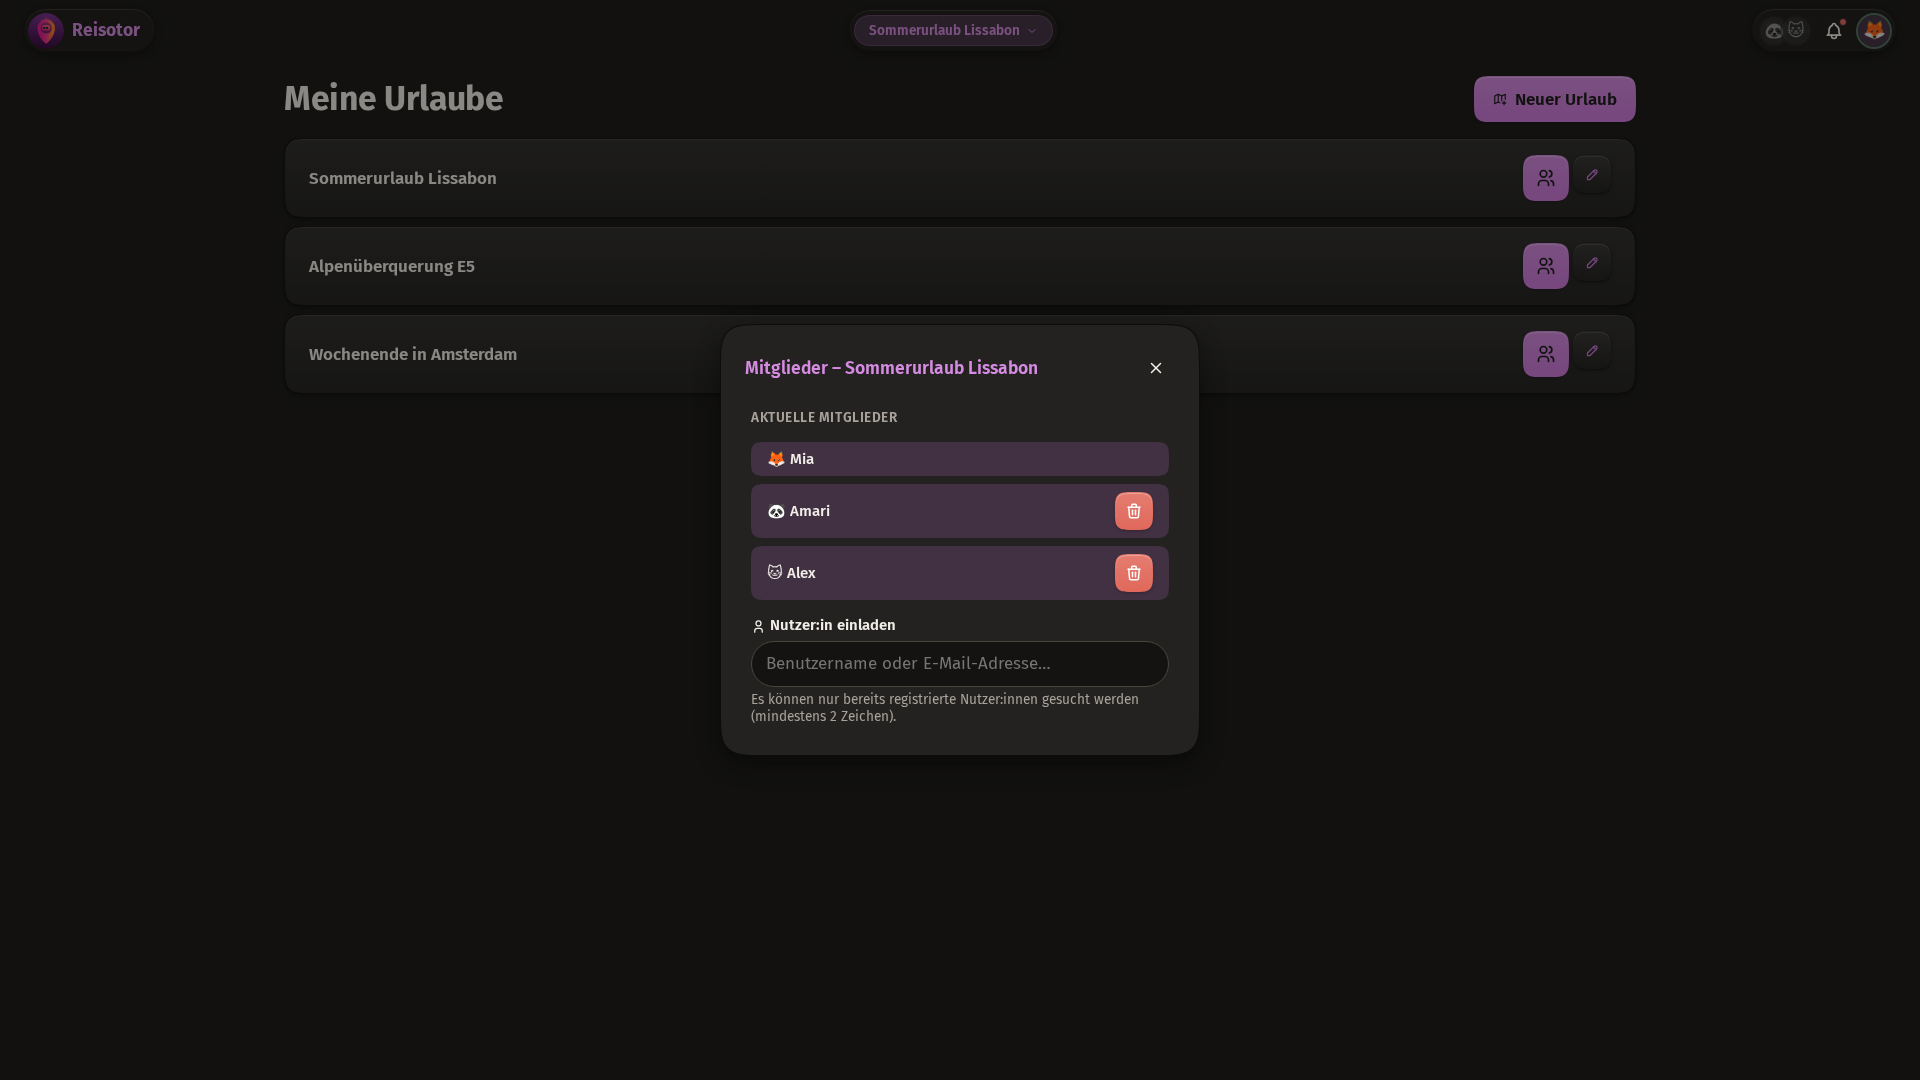 Reisotor
Sommerurlaub Lissabon
Meine Urlaube
Neuer Urlaub
Sommerurlaub Lissabon
Alpenüberquerung E5
Wochenende in Amsterdam
Mitglieder – Sommerurlaub Lissabon
AKTUELLE MITGLIEDER
Mia
Amari
Alex
Nutzer:in einladen
Benutzername oder E-Mail-Adresse…
Es können nur bereits registrierte Nutzer:innen gesucht werden
(mindestens 2 Zeichen).